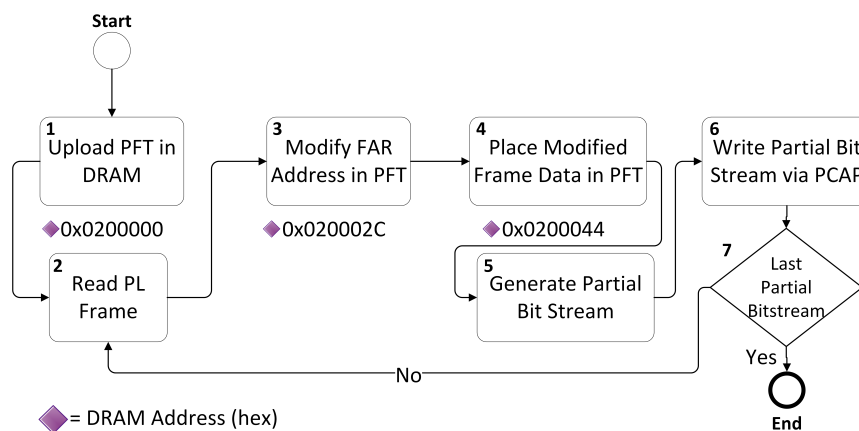 Start
1
Upload PFT in
DRAM
0x0200000
2
Read PL
Frame
3
Modify FAR
Address in PFT
0x020002C
4
Place Modified
Frame Data in PFT
0x0200044
5
Generate Partial
Bit Stream
6
Write Partial Bit
Stream via PCAP
7
Last
Partial
Bitstream
No
Yes
End
= DRAM Address (hex)